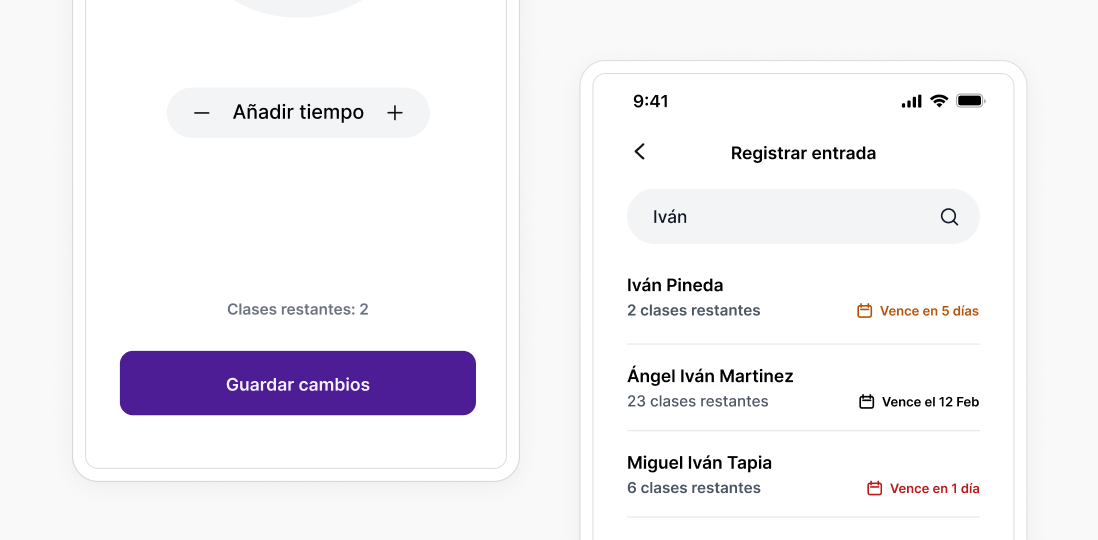 Añadir tiempo
Clases restantes: 2
Guardar cambios
9:41
Registrar entrada
Iván
Iván Pineda
2 clases restantes
Vence en 5 días
Ángel Iván Martinez
23 clases restantes
Vence el 12 Feb
Miguel Iván Tapia
6 clases restantes
Vence en 1 día